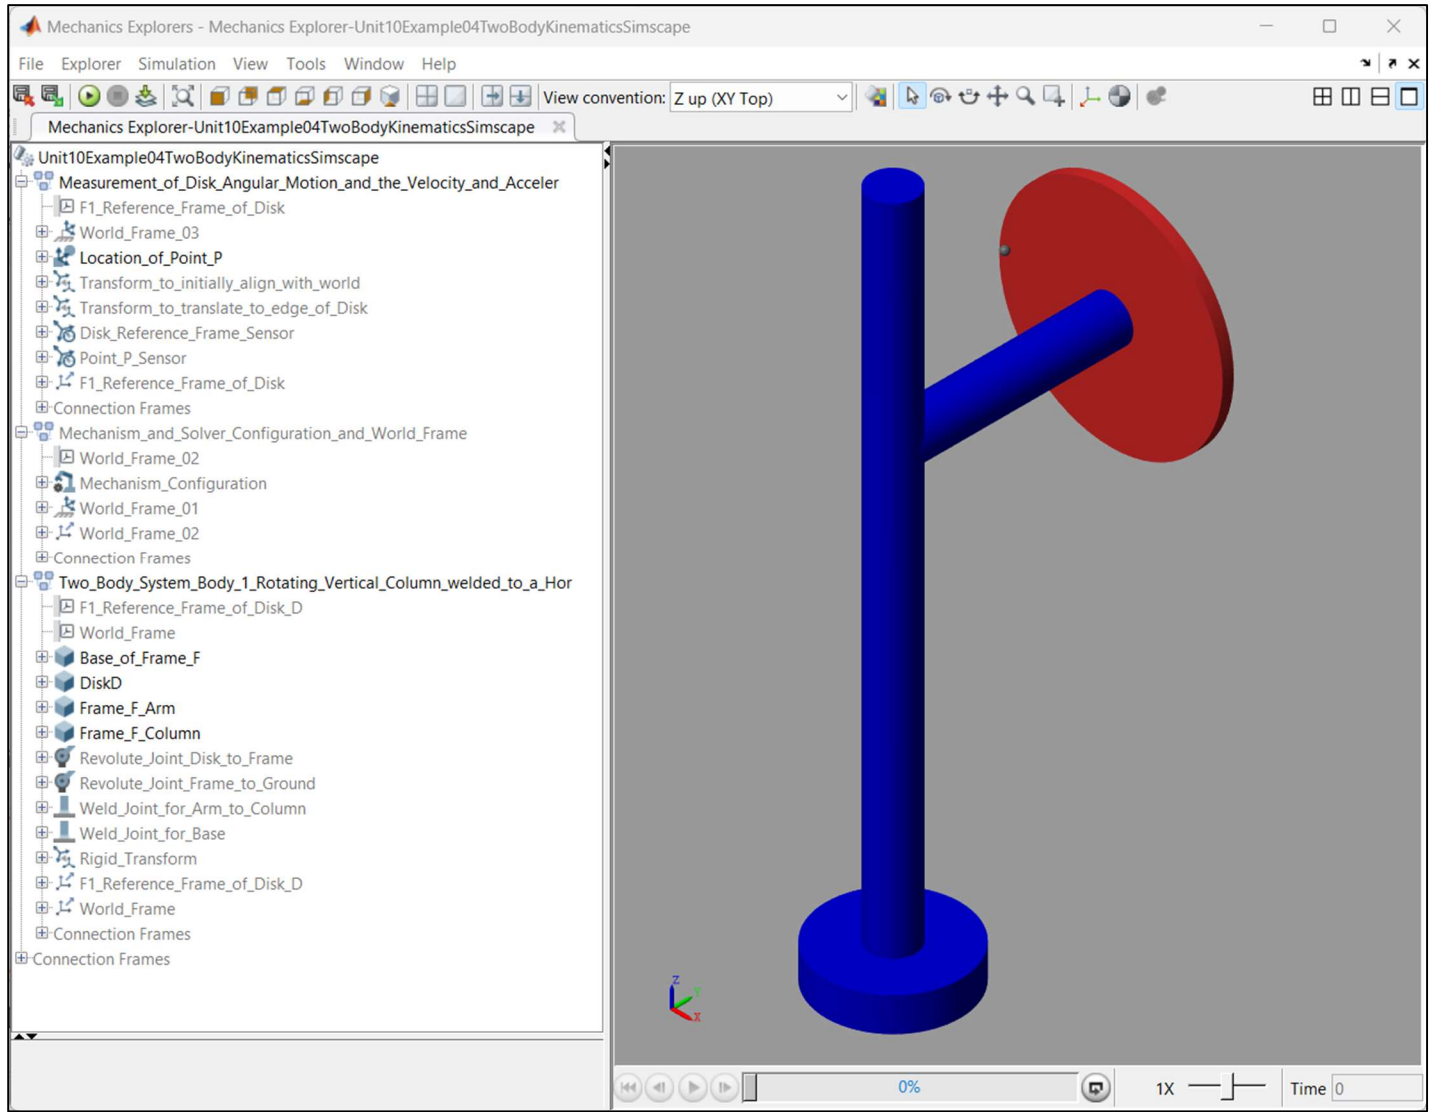 Mechanics Explorers - Mechanics Explorer-Unit10Example04TwoBodyKinematicsSimscape
File Explorer Simulation View Tools Window Help
View convention: Z up (XY Top)
Mechanics Explorer-Unit10Example04TwoBodyKinematicsSimscape
Unit10Example04TwoBodyKinematicsSimscape
Measurement_of_Disk_Angular_Motion_and_the_Velocity_and_Acceler
F1_Reference_Frame_of_Disk
World_Frame_03
Location_of_Point_P
Transform_to_initially_align_with_world
Transform_to_translate_to_edge_of_Disk
Disk_Reference_Frame_Sensor
Point_P_Sensor
F1_Reference_Frame_of_Disk
Connection Frames
Mechanism_and_Solver_Configuration_and_World_Frame
World_Frame_02
Mechanism_Configuration
World_Frame_01
World_Frame_02
Connection Frames
Two_Body_System_Body_1_Rotating_Vertical_Column_welded_to_a_Hor
F1_Reference_Frame_of_Disk_D
World_Frame
Base_of_Frame_F
DiskD
Frame_F_Arm
Frame_F_Column
Revolute_Joint_Disk_to_Frame
Revolute_Joint_Frame_to_Ground
Weld_Joint_for_Arm_to_Column
Weld_Joint_for_Base
Rigid_Transform
F1_Reference_Frame_of_Disk_D
World_Frame
Connection Frames
Connection Frames
Z
Y
X
0%
1X
Time 0